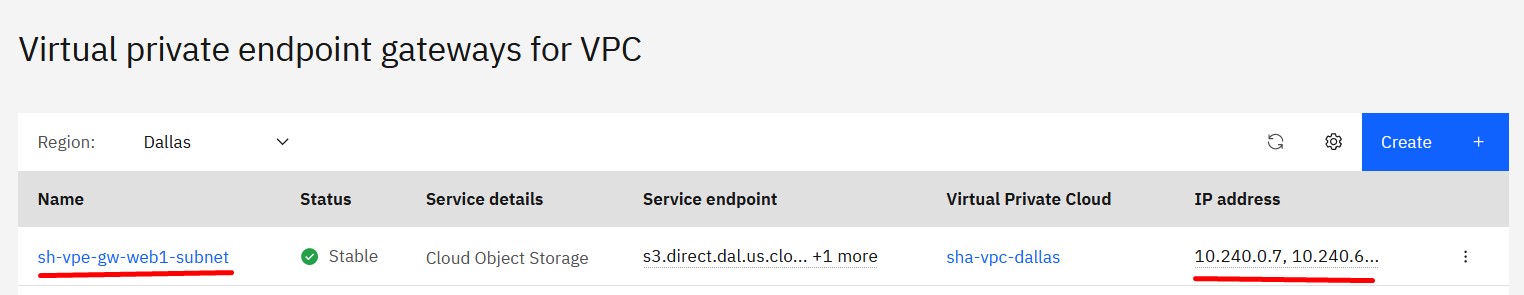 Virtual private endpoint gateways for VPC
Region: Dallas Create +
Name Status Service details Service endpoint Virtual Private Cloud IP address
sh-vpe-gw-web1-subnet Stable Cloud Object Storage s3.direct.dal.us.clo... +1 more sha-vpc-dallas 10.240.0.7, 10.240.6...